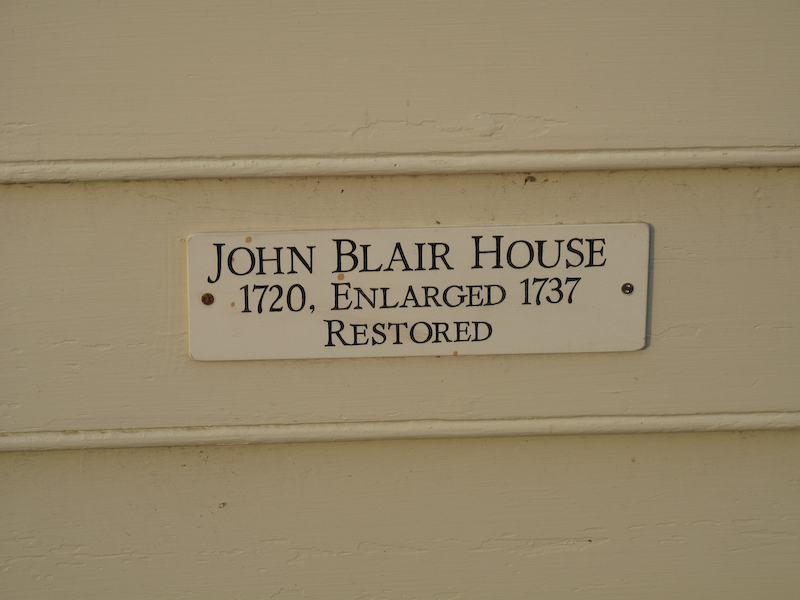 JOHN BLAIR HOUSE
1720, ENLARGED 1737
RESTORED